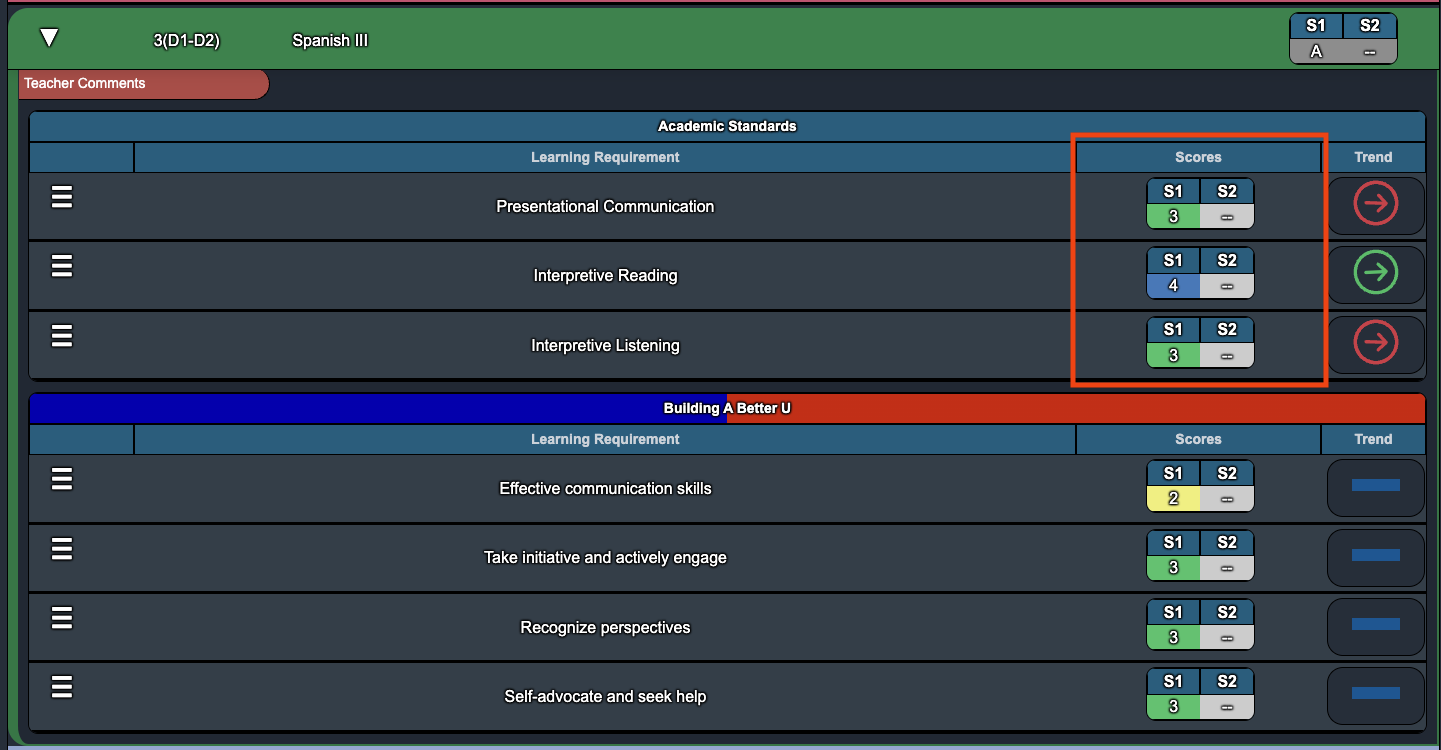 3(D1-D2) Spanish III S1 S2
A --
Teacher Comments
Academic Standards
Learning Requirement Scores Trend
Presentational Communication S1 S2
3 --
Interpretive Reading S1 S2
4 --
Interpretive Listening S1 S2
3 --
Building A Better U
Learning Requirement Scores Trend
Effective communication skills S1 S2
2 --
Take initiative and actively engage S1 S2
3 --
Recognize perspectives S1 S2
3 --
Self-advocate and seek help S1 S2
3 --